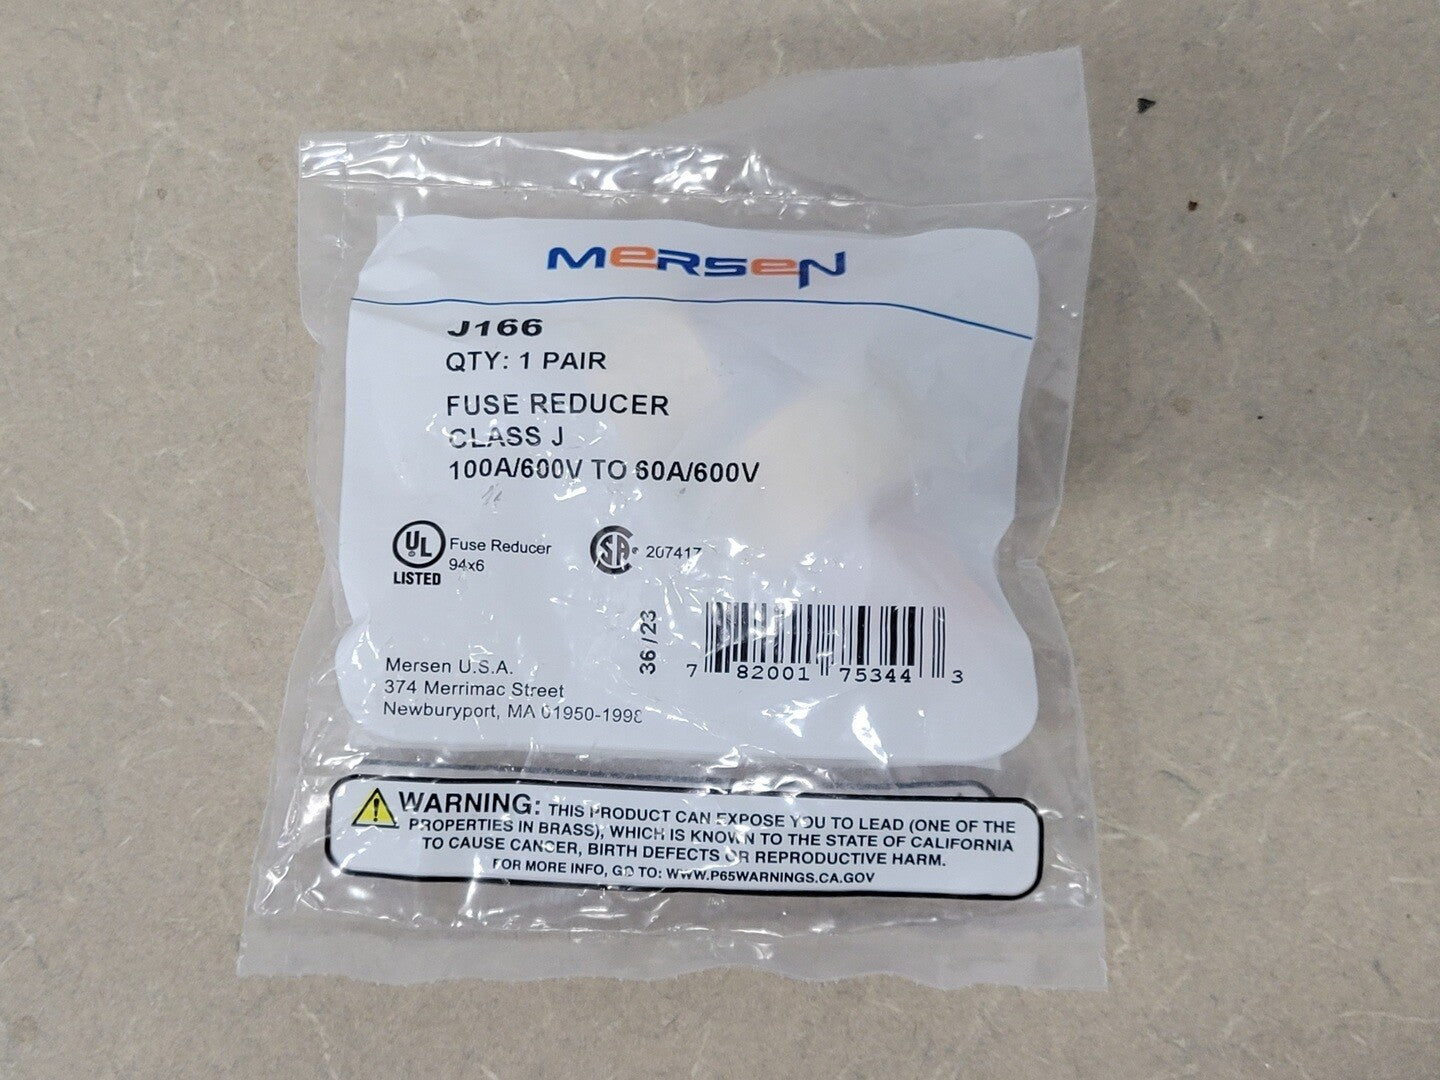 MERSEN
J166
QTY: 1 PAIR
FUSE REDUCER
CLASS J
100A/600V TO 60A/600V
UL
®
LISTED
Fuse Reducer
94x6
SA® 207417
36/23
7 82001 75344 3
Mersen U.S.A.
374 Merrimac Street
Newburyport, MA 01950-1998
WARNING: THIS PRODUCT CAN EXPOSE YOU TO LEAD (ONE OF THE
PROPERTIES IN BRASS), WHICH IS KNOWN TO THE STATE OF CALIFORNIA
TO CAUSE CANCER, BIRTH DEFECTS OR REPRODUCTIVE HARM.
FOR MORE INFO, GO TO: WWW.P65WARNINGS.CA.GOV